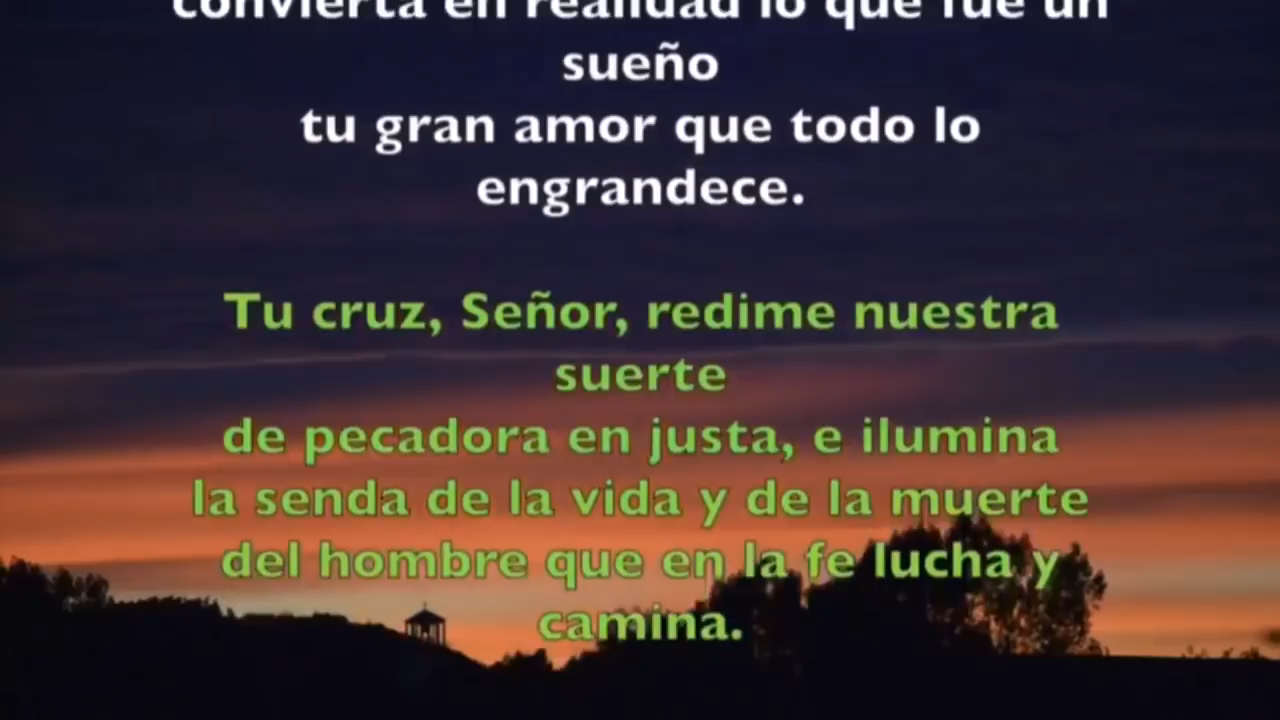 convierta en realidad lo que fue un
sueño
tu gran amor que todo lo
engrandece.
Tu cruz, Señor, redime nuestra
suerte
de pecadora en justa, e ilumina
la senda de la vida y de la muerte
del hombre que en la fe lucha y
camina.